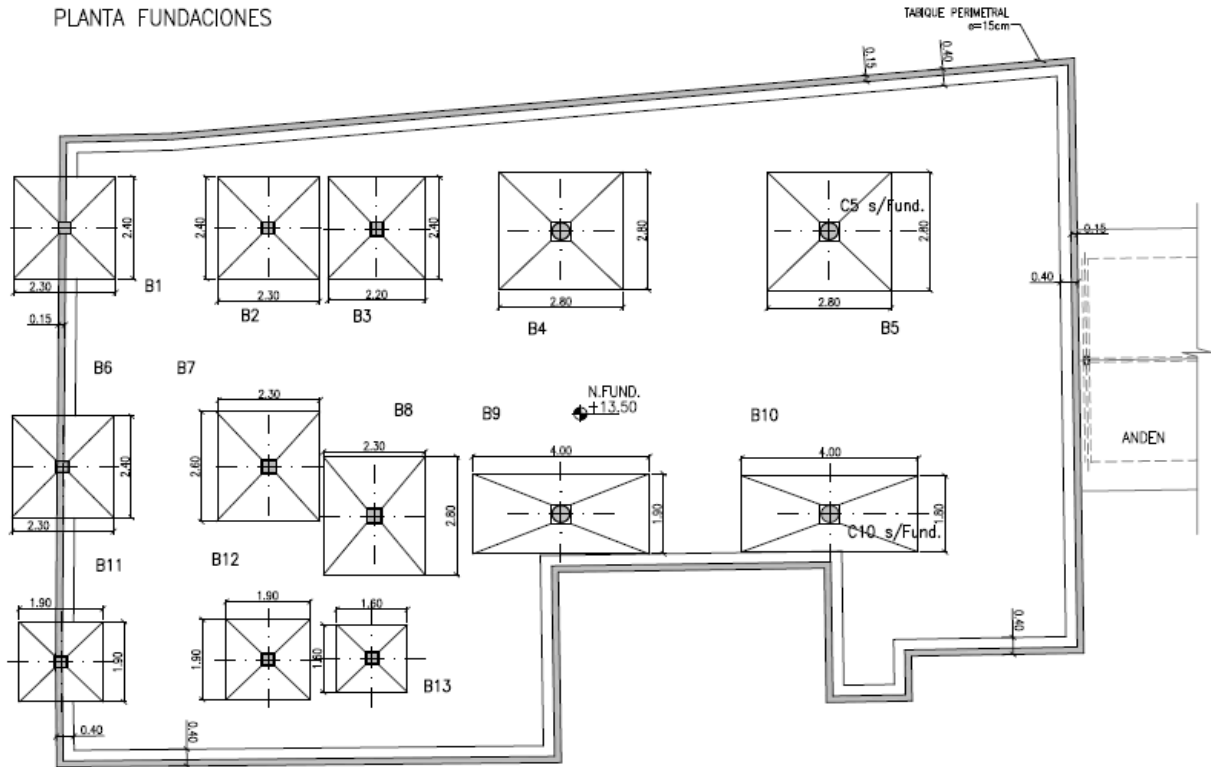 PLANTA FUNDACIONES
TABIQUE PERIMETRAL
e=15cm
0.15
0.40
2.40
2.30
B1
2.40
2.30
B2
2.40
2.20
B3
2.80
2.80
B4
C5 s/Fund.
2.80
2.80
B5
0.15
0.40
0.15
B6
B7
2.30
B8
B9
N.FUND.
+13.50
B10
ANDEN
2.40
2.30
2.60
2.30
2.80
4.00
1.90
4.00
1.80
C10 s/Fund.
B11
B12
1.90
1.90
1.90
1.90
1.60
1.60
B13
0.40
0.40
0.40